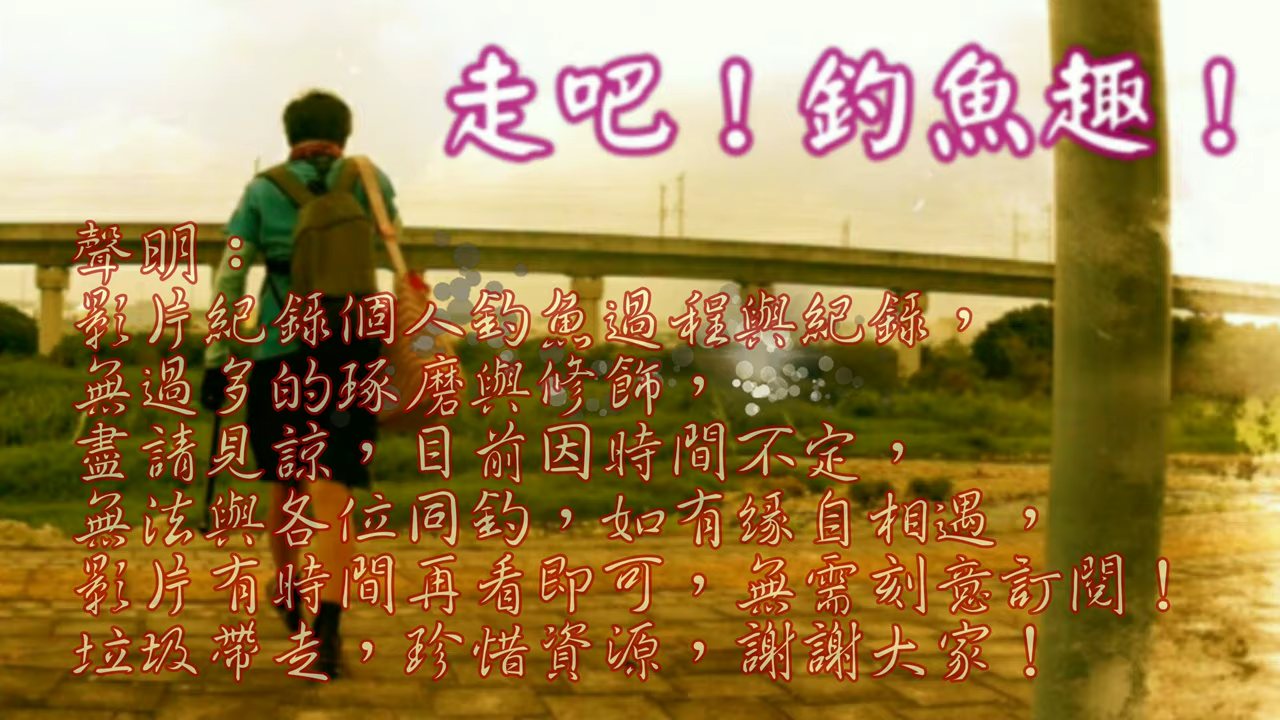 走吧！釣魚趣！
聲明：
影片紀錄個人釣魚過程與紀錄，
無過多的琢磨與修飾，
盡請見諒，目前因時間不定，
無法與各位同釣，如有緣自相遇，
影片有時間再看即可，無需刻意訂閱！
垃圾帶走，珍惜資源，謝謝大家！